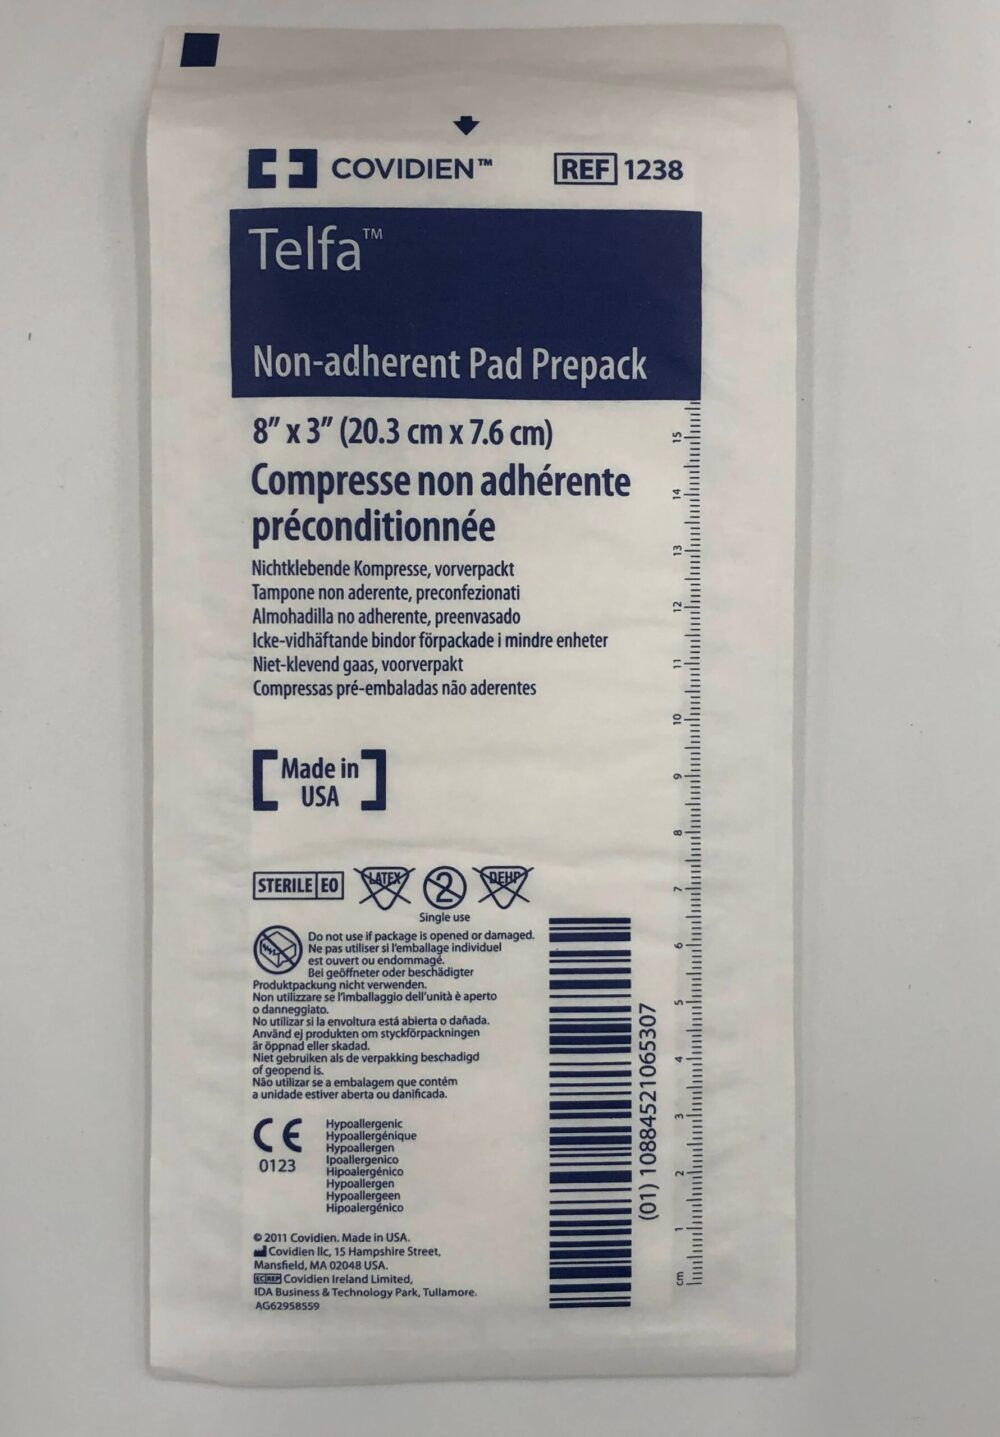 COVIDIEN™ REF 1238
Telfa™
Non-adherent Pad Prepack
8” x 3” (20.3 cm x 7.6 cm)
Compresse non adhérente
préconditionnée
Nichtklebende Kompresse, vorverpackt
Tampone non aderente, preconfezionati
Almohadilla no adherente, preenvasado
Icke-vidhäftande bindor förpackade i mindre enheter
Niet-klevend gaas, voorverpakt
Compressas pré-embaladas não aderentes
Made in
USA
STERILE EO LATEX 2 DEHP
Single use
Do not use if package is opened or damaged.
Ne pas utiliser si l'emballage individuel
est ouvert ou endommagé.
Bei geöffneter oder beschädigter
Produktpackung nicht verwenden.
Non utilizzare se l'imballaggio dell'unità è aperto
o danneggiato.
No utilizar si la envoltura está abierta o dañada.
Använd ej produkten om styckförpackningen
är öppnad eller skadad.
Niet gebruiken als de verpakking beschadigd
of geopend is.
Não utilizar se a embalagem que contém
a unidade estiver aberta ou danificada.
CE
0123
Hypoallergenic
Hypoallergénique
Hypoallergen
Ipoallergenico
Hipoalergénico
Hypoallergen
Hypoallergeen
Hipoalergénico
© 2011 Covidien. Made in USA.
Covidien llc, 15 Hampshire Street,
Mansfield, MA 02048 USA.
EC REP Covidien Ireland Limited,
IDA Business & Technology Park, Tullamore.
AG62958559
(01) 10884521065307
cm 1 2 3 4 5 6 7 8 9 10 11 12 13 14 15